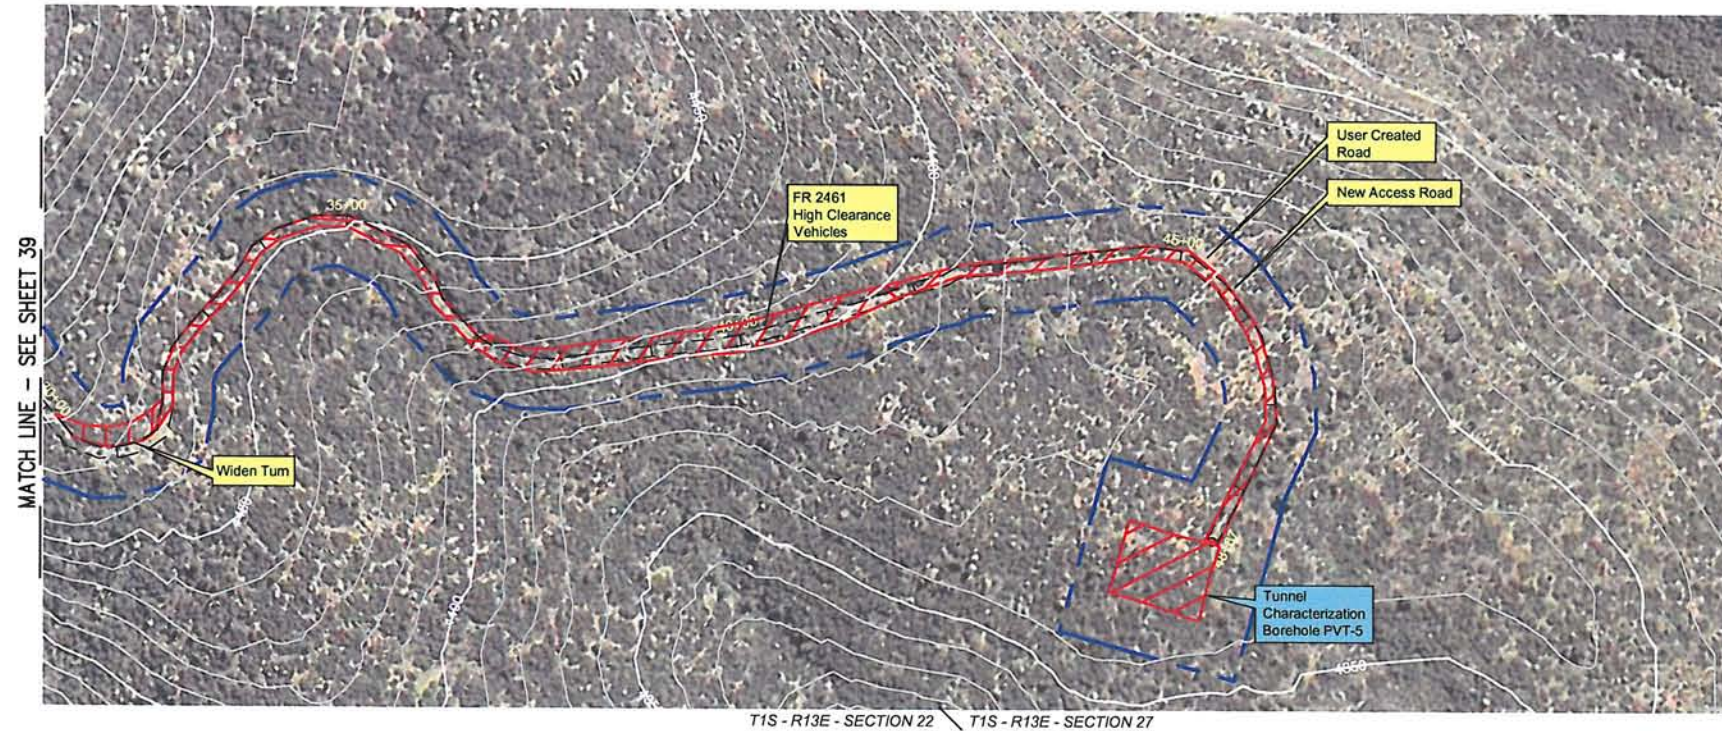 User Created
Road
New Access Road
FR 2461
High Clearance
Vehicles
35+00
45+00
MATCH LINE - SEE SHEET 39
Widen Turn
Tunnel
Characterization
Borehole PVT-5
4050
T1S - R13E - SECTION 22
T1S - R13E - SECTION 27